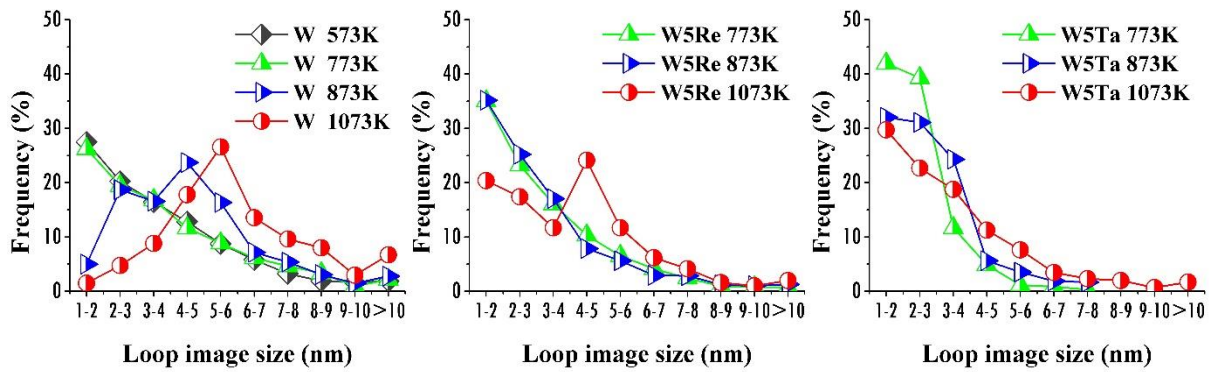 50
40
30
20
10
0
Frequency (%)
W 573K
W 773K
W 873K
W 1073K
1-2 2-3 3-4 4-5 5-6 6-7 7-8 8-9 9-10 >10
Loop image size (nm)
50
40
30
20
10
0
Frequency (%)
W5Re 773K
W5Re 873K
W5Re 1073K
1-2 2-3 3-4 4-5 5-6 6-7 7-8 8-9 9-10 >10
Loop image size (nm)
50
40
30
20
10
0
Frequency (%)
W5Ta 773K
W5Ta 873K
W5Ta 1073K
1-2 2-3 3-4 4-5 5-6 6-7 7-8 8-9 9-10 >10
Loop image size (nm)